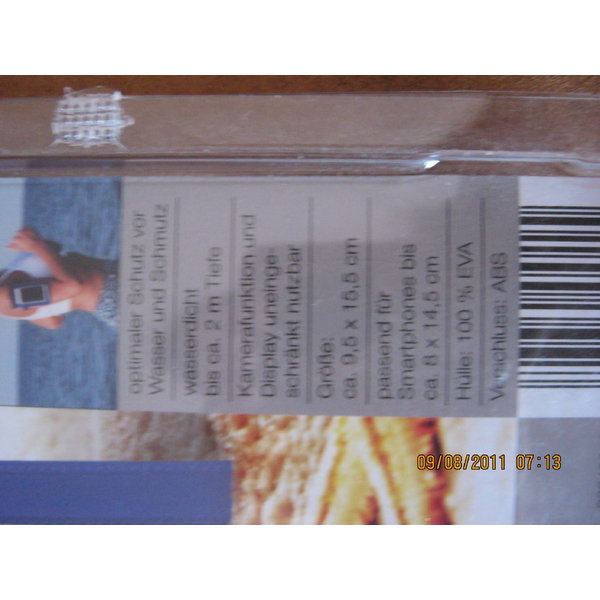 optimaler Schutz vor
Wasser und Schmutz
wasserdicht
bis ca. 2 m Tiefe
Kamerafunktion und
Display uneinge-
schränkt nutzbar
Größe:
ca. 9,5 x 15,5 cm
passend für
Smartphones bis
ca. 8 x 14,5 cm
Hülle: 100 % EVA
Verschluss: ABS
09/08/2011 07:13